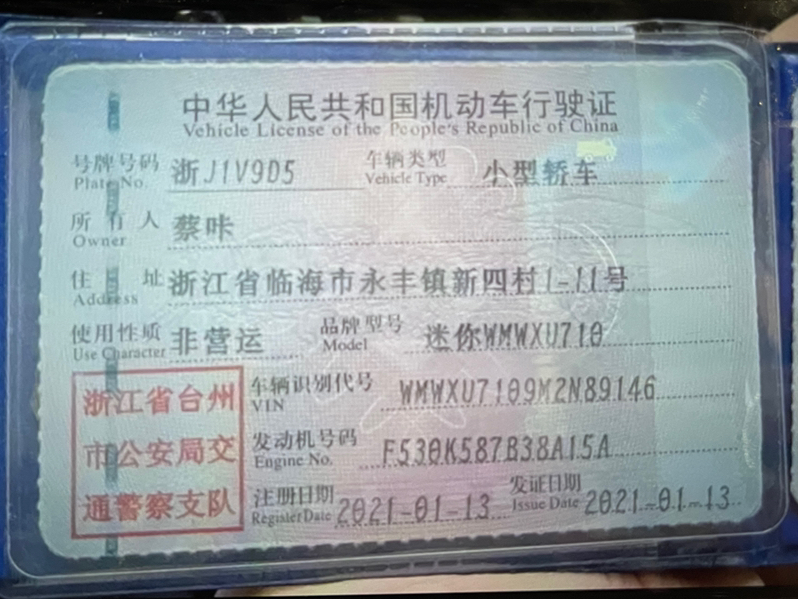 中华人民共和国机动车行驶证
Vehicle License of the People's Republic of China
号牌号码 浙J1V9D5 车辆类型 小型轿车
Plate No. Vehicle Type
所有人 蔡咔
Owner
住址 浙江省临海市永丰镇新四村1-11号
Address
使用性质 非营运 品牌型号 迷你WMWXU710
Use Character Model
浙江省台州 车辆识别代号 WMWXU7109M2N89146
VIN
市公安局交 发动机号码 F530K587B38A15A
Engine No.
通警察支队 注册日期 2021-01-13 发证日期 2021-01-13
Register Date Issue Date